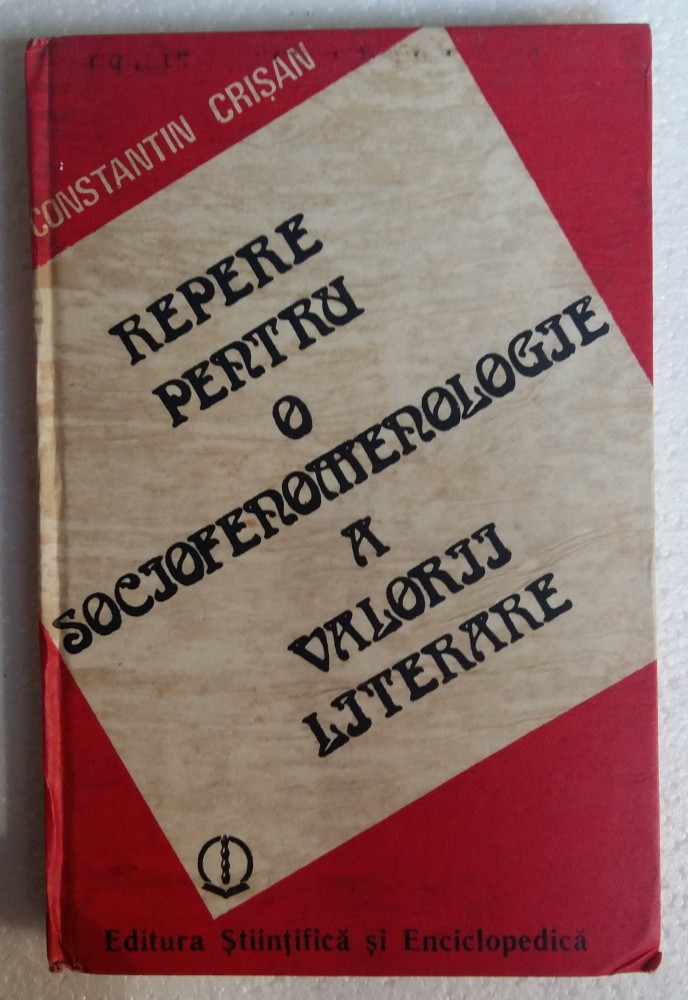 CONSTANTIN CRIȘAN
REPERE
PENTRU
O
SOCIOFENOMENOLOGIE
A
VALORII
LITERARE
Editura Științifică și Enciclopedică